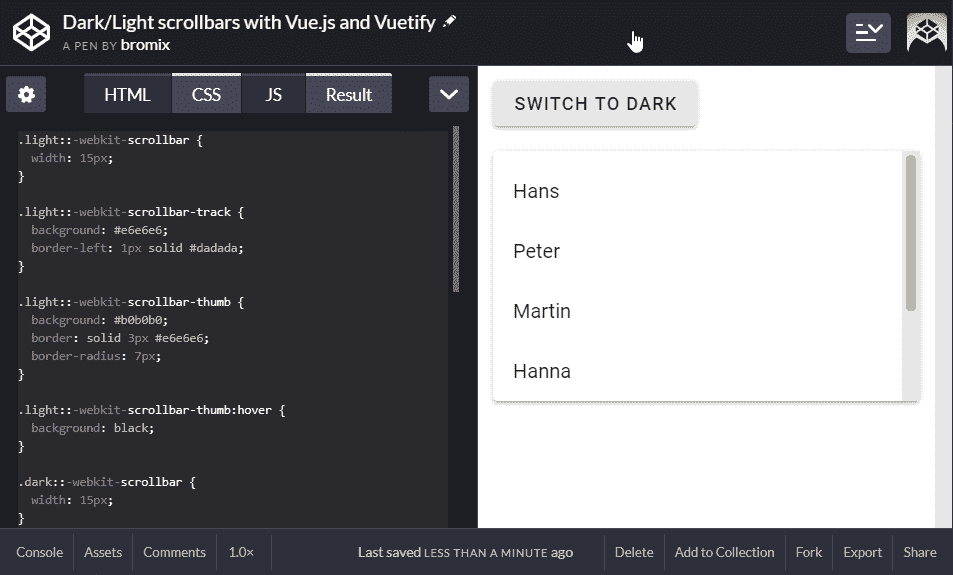 Dark/Light scrollbars with Vue.js and Vuetify
A PEN BY bromix
HTML CSS JS Result
.light::-webkit-scrollbar {
width: 15px;
}
.light::-webkit-scrollbar-track {
background: #e6e6e6;
border-left: 1px solid #dadada;
}
.light::-webkit-scrollbar-thumb {
background: #b0b0b0;
border: solid 3px #e6e6e6;
border-radius: 7px;
}
.light::-webkit-scrollbar-thumb:hover {
background: black;
}
.dark::-webkit-scrollbar {
width: 15px;
}
SWITCH TO DARK
Hans
Peter
Martin
Hanna
Console Assets Comments 1.0× Last saved LESS THAN A MINUTE ago Delete Add to Collection Fork Export Share